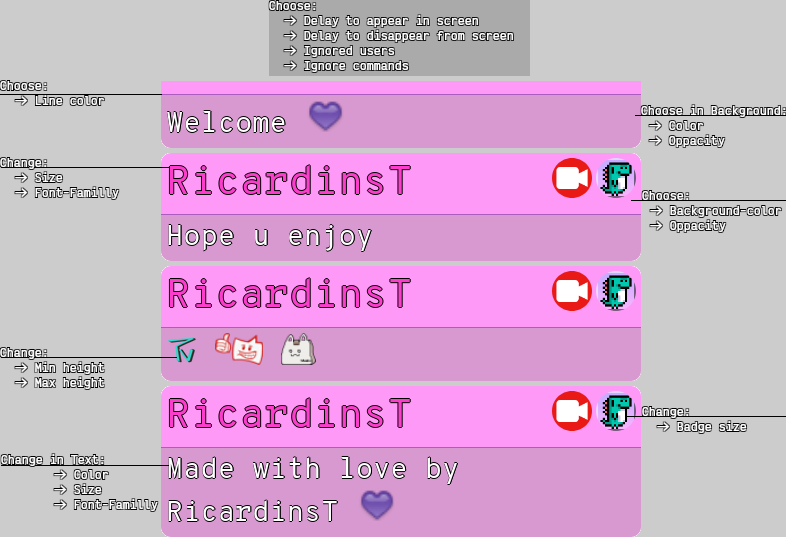 Choose:
-> Delay to appear in screen
-> Delay to disappear from screen
-> Ignored users
-> Ignore commands
Choose:
-> Line color
Welcome
Choose in Background:
-> Color
-> Oppacity
Change:
-> Size
-> Font-Familly
RicardinsT
Choose:
-> Background-color
-> Oppacity
Hope u enjoy
RicardinsT
Change:
-> Min height
-> Max height
TV
RicardinsT
Change:
-> Badge size
Change in Text:
-> Color
-> Size
-> Font-Familly
Made with love by
RicardinsT